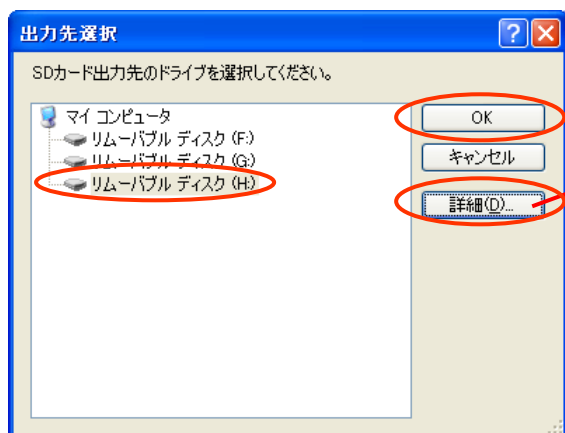 出力先選択
SDカード出力先のドライブを選択してください。
マイ コンピュータ
リムーバブル ディスク (F:)
リムーバブル ディスク (G:)
リムーバブル ディスク (H:)
OK
キャンセル
詳細(D)...